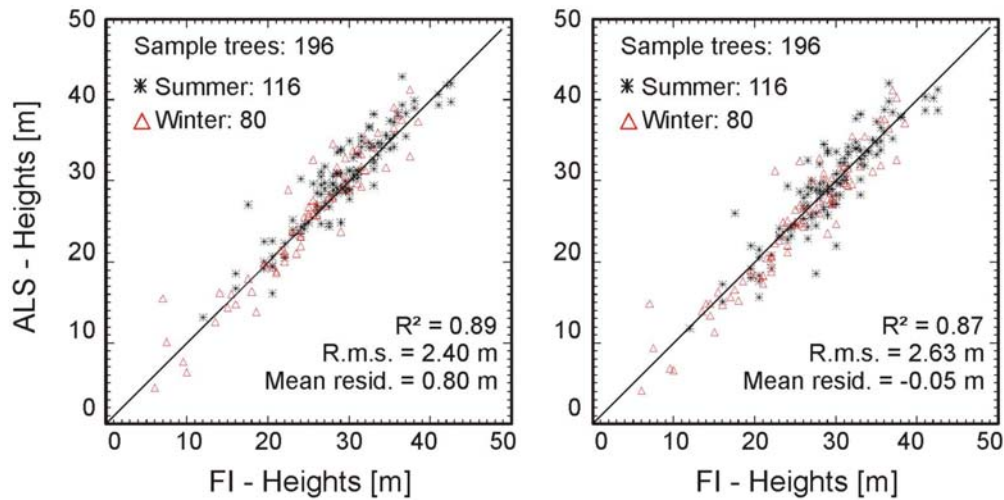 50
40
30
20
10
0
ALS - Heights [m]
Sample trees: 196
Summer: 116
Winter: 80
R² = 0.89
R.m.s. = 2.40 m
Mean resid. = 0.80 m
0 10 20 30 40 50
FI - Heights [m]
50
40
30
20
10
0
Sample trees: 196
Summer: 116
Winter: 80
R² = 0.87
R.m.s. = 2.63 m
Mean resid. = -0.05 m
0 10 20 30 40 50
FI - Heights [m]